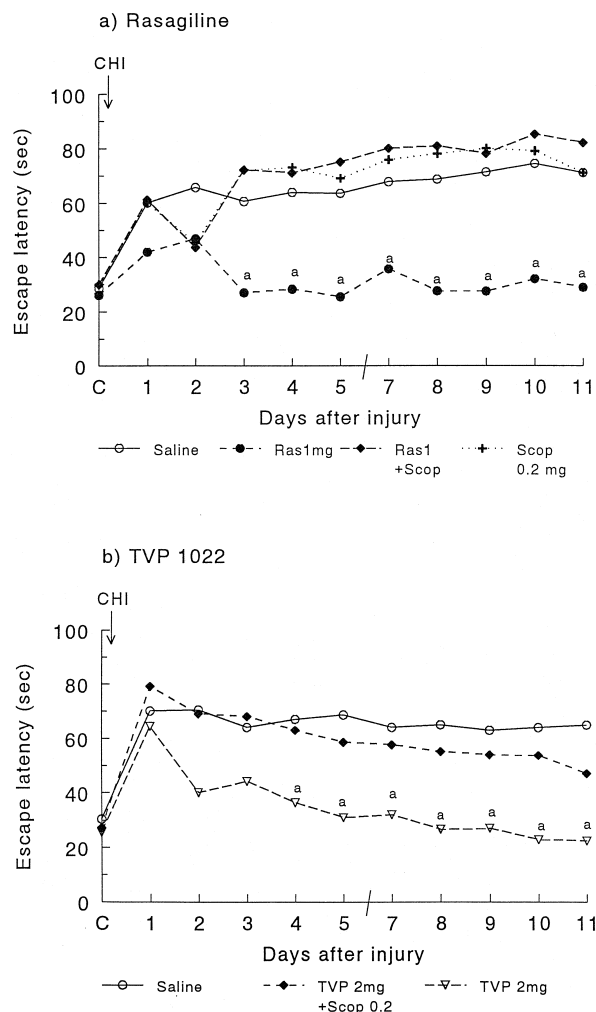 a) Rasagiline
CHI
100
80
60
40
20
0
Escape latency (sec)
a a a a a a a a
C 1 2 3 4 5 7 8 9 10 11
Days after injury
Saline Ras1mg Ras1 Scop
+Scop 0.2 mg
b) TVP 1022
CHI
100
80
60
40
20
0
Escape latency (sec)
a a a a a a a
C 1 2 3 4 5 7 8 9 10 11
Days after injury
Saline TVP 2mg TVP 2mg
+Scop 0.2